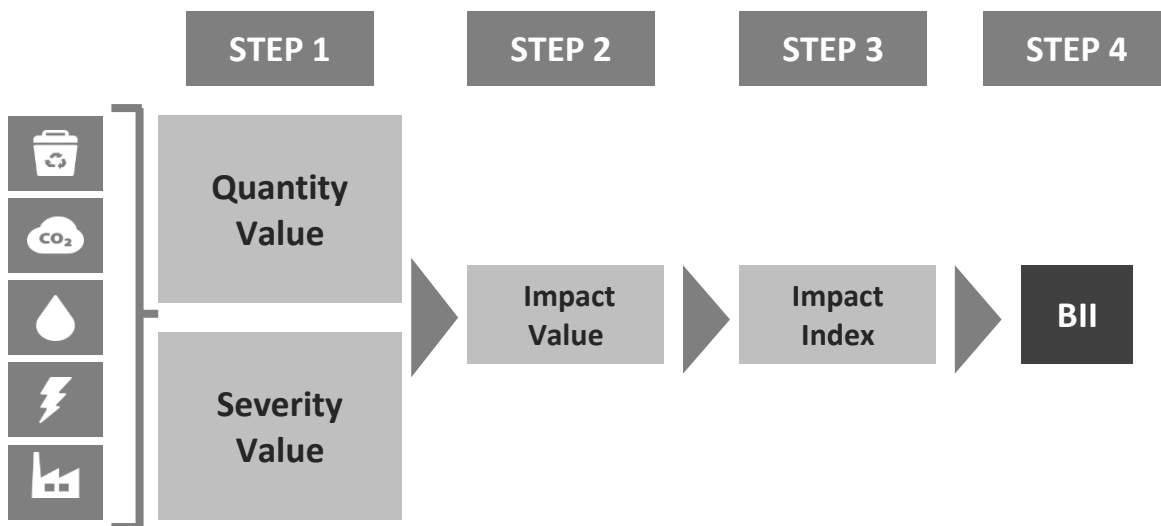 STEP 1
STEP 2
STEP 3
STEP 4
Quantity
Value
CO₂
Impact
Value
Impact
Index
BII
Severity
Value